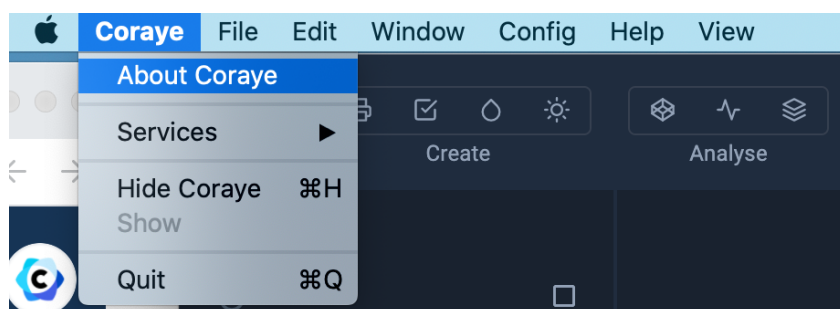 Coraye File Edit Window Config Help View
About Coraye
Services
Hide Coraye ⌘H
Show
Quit ⌘Q
Create
Analyse
C